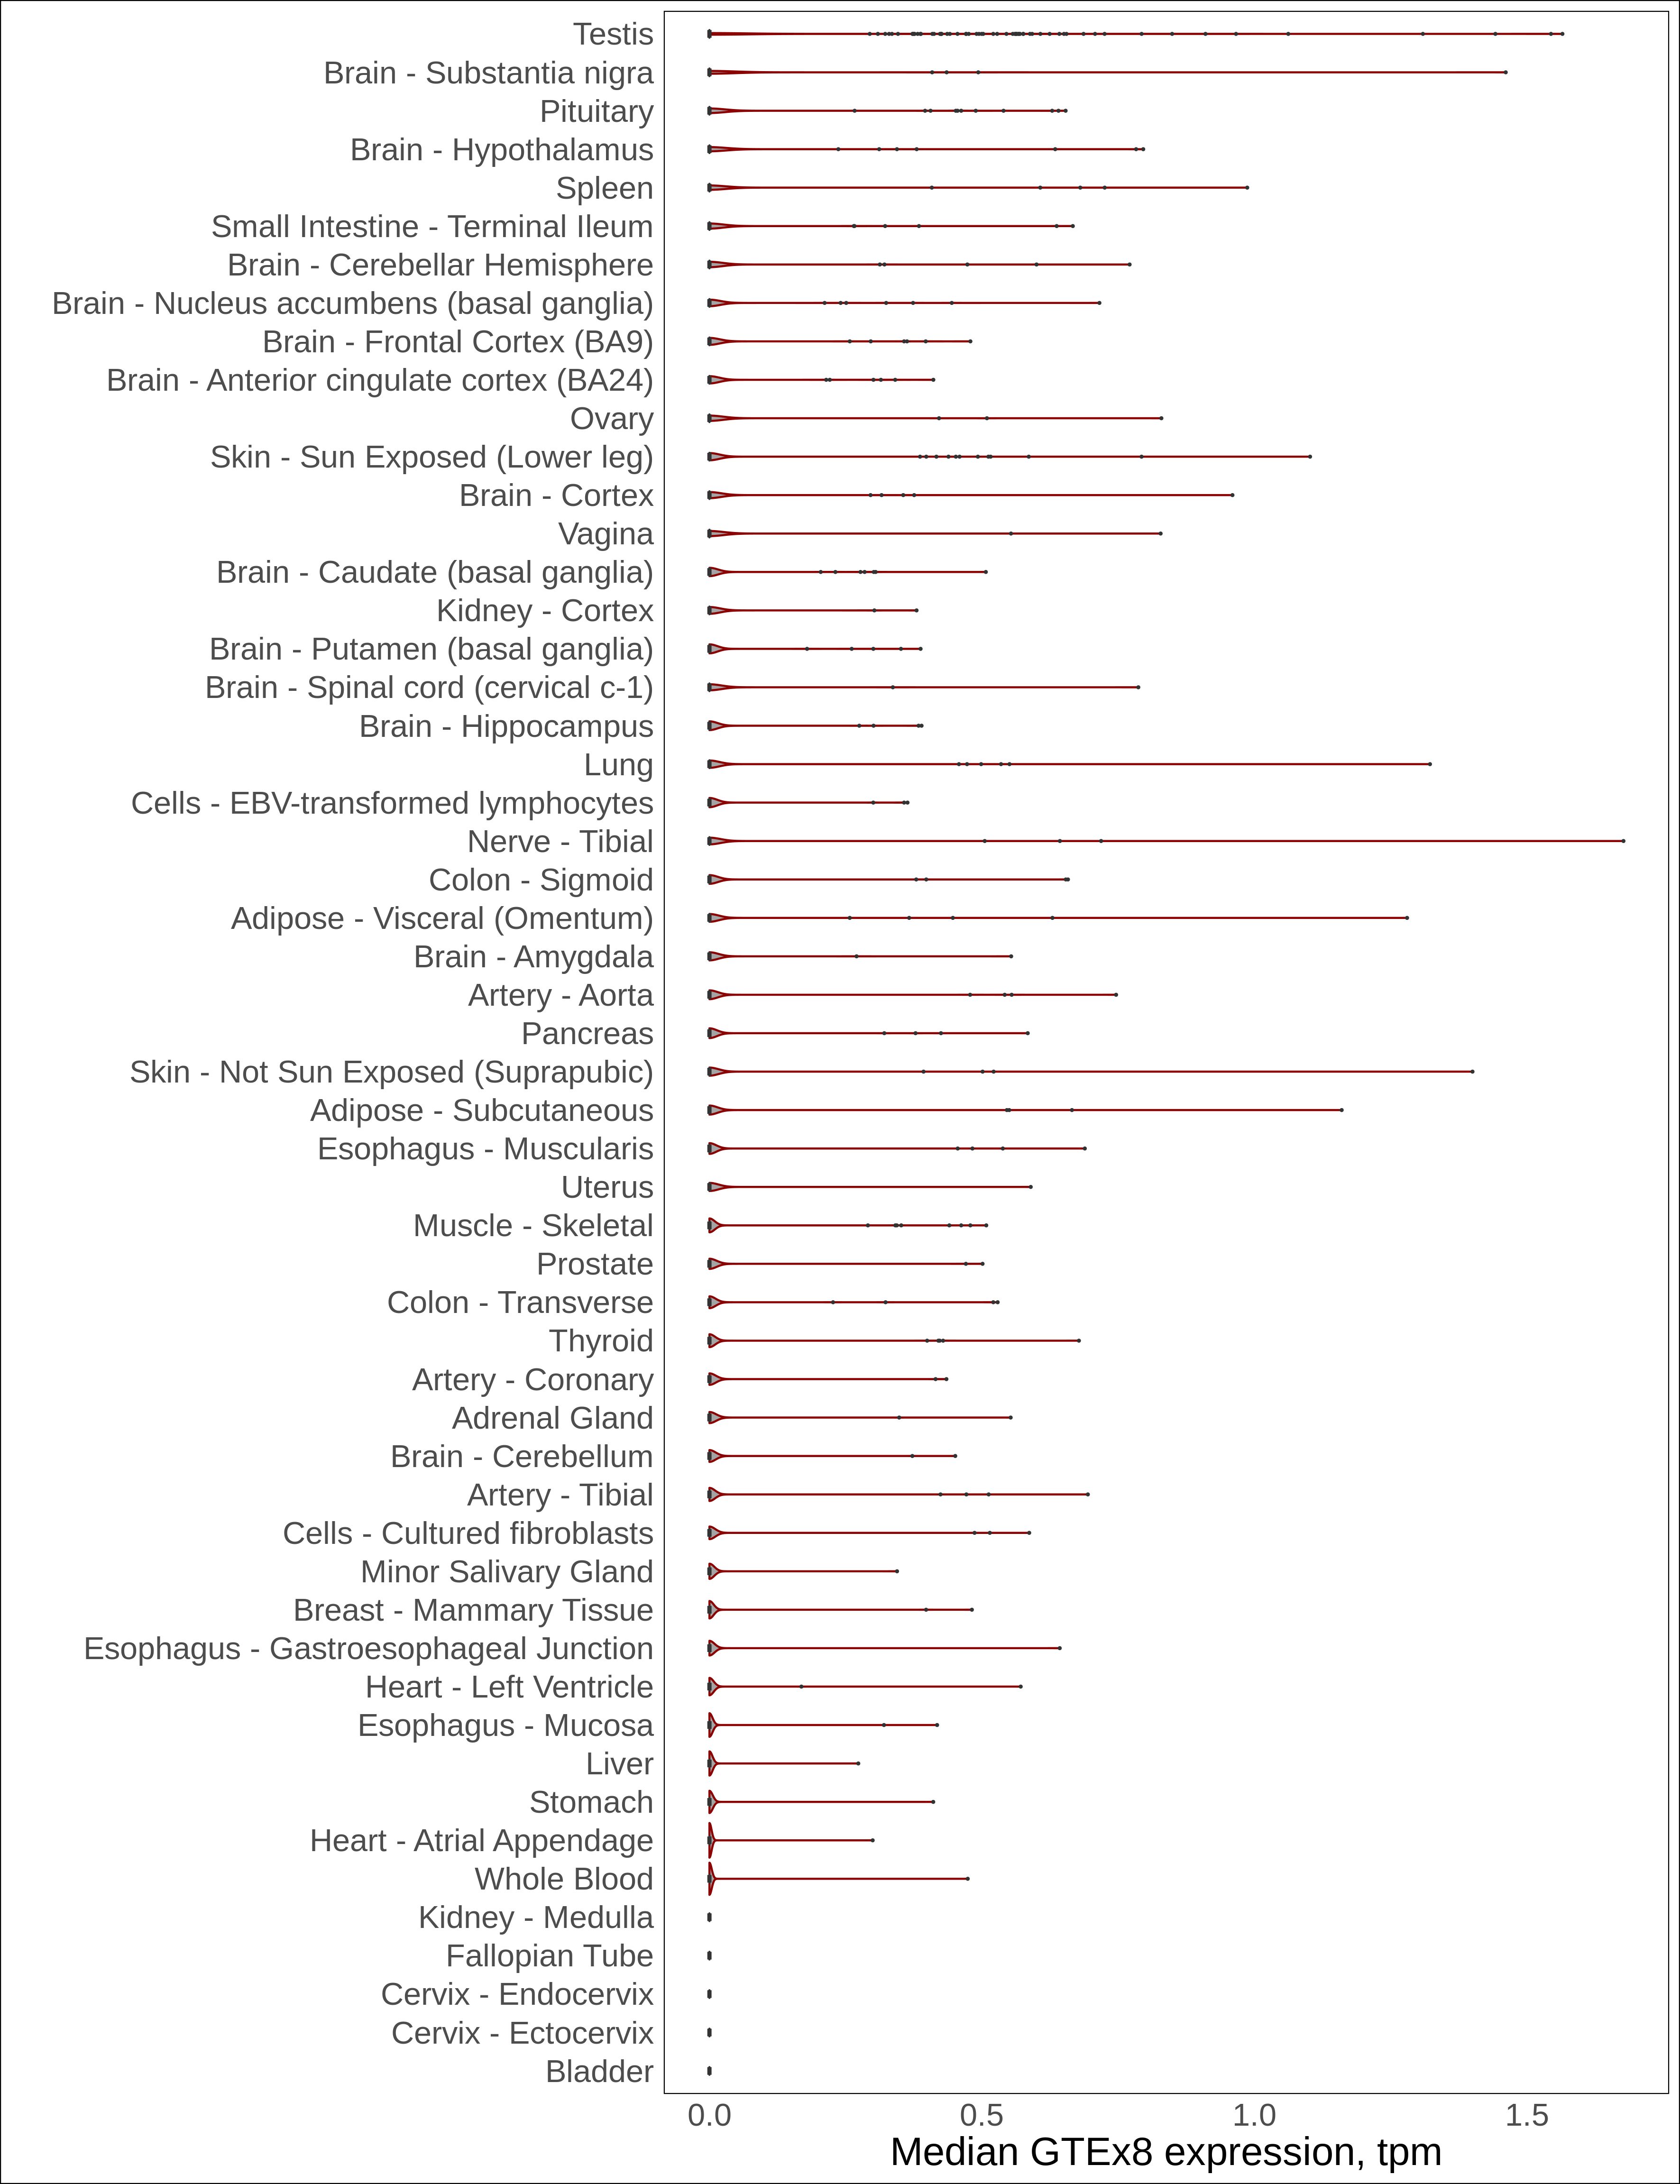 Testis
Brain - Substantia nigra
Pituitary
Brain - Hypothalamus
Spleen
Small Intestine - Terminal Ileum
Brain - Cerebellar Hemisphere
Brain - Nucleus accumbens (basal ganglia)
Brain - Frontal Cortex (BA9)
Brain - Anterior cingulate cortex (BA24)
Ovary
Skin - Sun Exposed (Lower leg)
Brain - Cortex
Vagina
Brain - Caudate (basal ganglia)
Kidney - Cortex
Brain - Putamen (basal ganglia)
Brain - Spinal cord (cervical c-1)
Brain - Hippocampus
Lung
Cells - EBV-transformed lymphocytes
Nerve - Tibial
Colon - Sigmoid
Adipose - Visceral (Omentum)
Brain - Amygdala
Artery - Aorta
Pancreas
Skin - Not Sun Exposed (Suprapubic)
Adipose - Subcutaneous
Esophagus - Muscularis
Uterus
Muscle - Skeletal
Prostate
Colon - Transverse
Thyroid
Artery - Coronary
Adrenal Gland
Brain - Cerebellum
Artery - Tibial
Cells - Cultured fibroblasts
Minor Salivary Gland
Breast - Mammary Tissue
Esophagus - Gastroesophageal Junction
Heart - Left Ventricle
Esophagus - Mucosa
Liver
Stomach
Heart - Atrial Appendage
Whole Blood
Kidney - Medulla
Fallopian Tube
Cervix - Endocervix
Cervix - Ectocervix
Bladder
0.0 0.5 1.0 1.5
Median GTEx8 expression, tpm